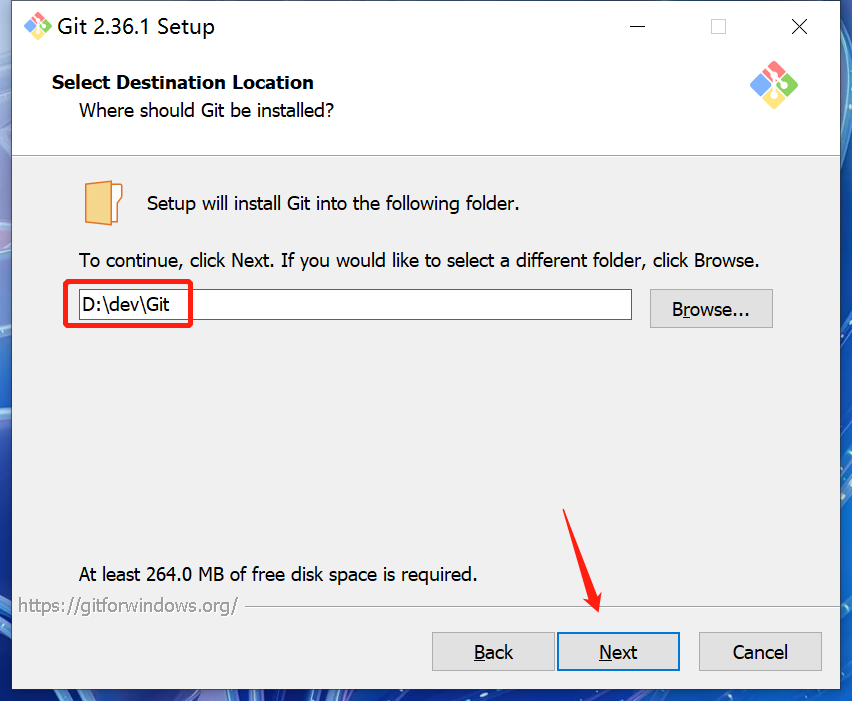 Git 2.36.1 Setup
Select Destination Location
Where should Git be installed?
Setup will install Git into the following folder.
To continue, click Next. If you would like to select a different folder, click Browse.
D:\dev\Git
Browse...
At least 264.0 MB of free disk space is required.
https://gitforwindows.org/
Back
Next
Cancel